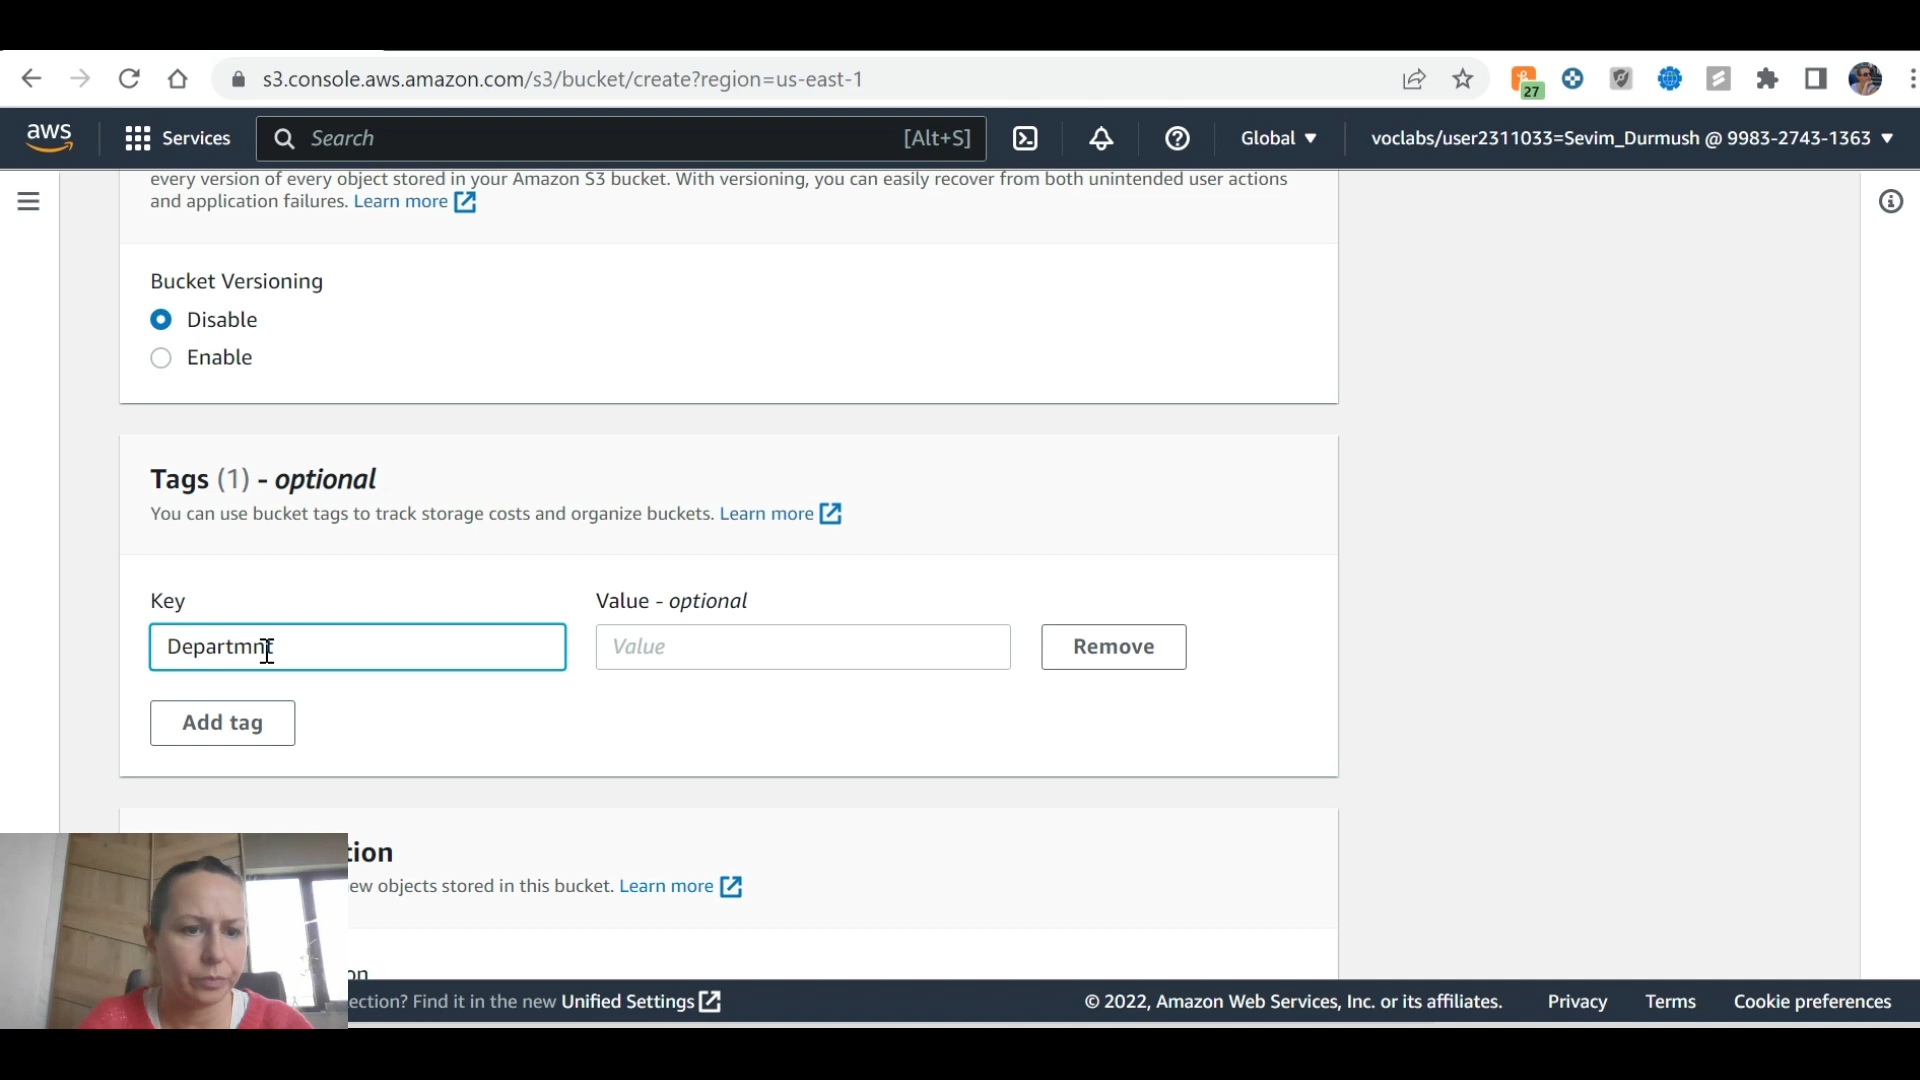 s3.console.aws.amazon.com/s3/bucket/create?region=us-east-1
27
aws
Services
Search
[Alt+S]
Global
voclabs/user2311033=Sevim_Durmush @ 9983-2743-1363
every version of every object stored in your Amazon S3 bucket. With versioning, you can easily recover from both unintended user actions
and application failures. Learn more
Bucket Versioning
Disable
Enable
Tags (1) - optional
You can use bucket tags to track storage costs and organize buckets. Learn more
Key
Value - optional
Departmnt
Value
Remove
Add tag
tion
ew objects stored in this bucket. Learn more
on
ection? Find it in the new Unified Settings
© 2022, Amazon Web Services, Inc. or its affiliates.
Privacy
Terms
Cookie preferences